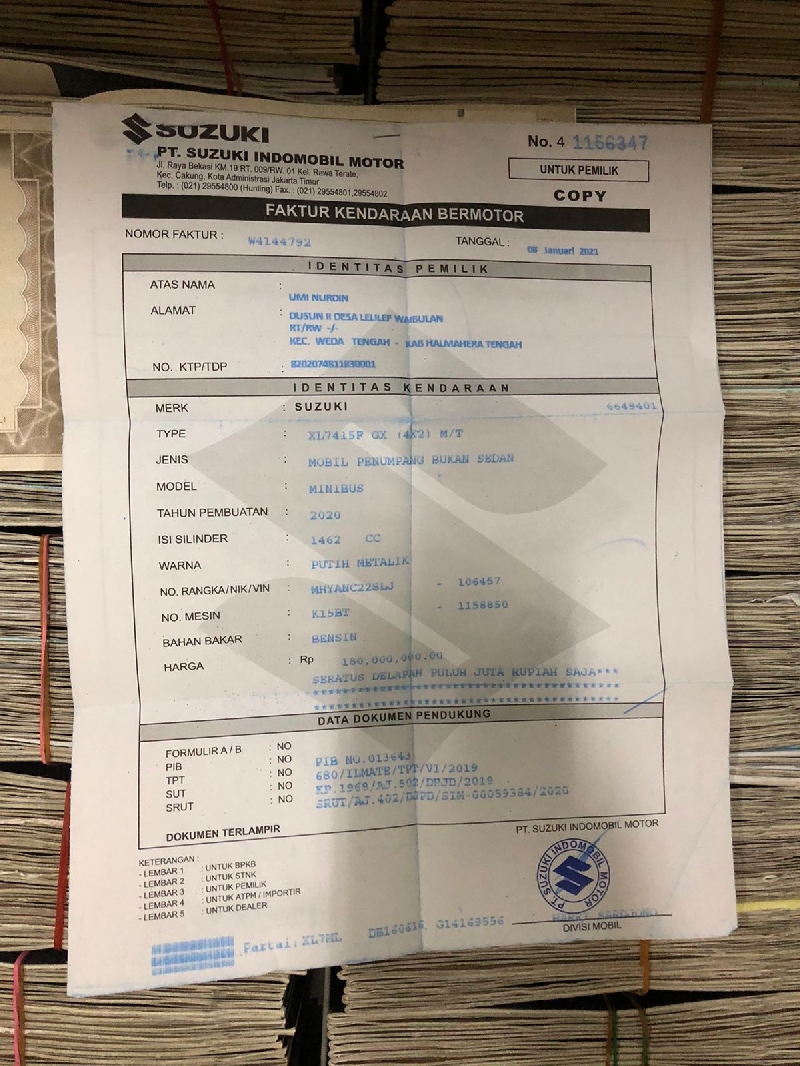 SUZUKI
PT. SUZUKI INDOMOBIL MOTOR
Jl. Raya Bekasi KM.19 RT. 009/RW. 01 Kel. Rawa Terate,
Kec. Cakung, Kota Administrasi Jakarta Timur
Telp. : (021) 29554800 (Hunting) Fax. : (021) 29554801,29554802
No. 4 1156347
UNTUK PEMILIK
COPY
FAKTUR KENDARAAN BERMOTOR
NOMOR FAKTUR : W4144792 TANGGAL : 08 Januari 2021
IDENTITAS PEMILIK
ATAS NAMA : UMI NURDIN
ALAMAT : DUSUN II DESA LELILEF WAIBULAN
RT/RW -/-
KEC. WEDA TENGAH - KAB HALMAHERA TENGAH
NO. KTP/TDP : 8202074811830001
IDENTITAS KENDARAAN
MERK : SUZUKI 6649401
TYPE : XL7415F GX (4X2) M/T
JENIS : MOBIL PENUMPANG BUKAN SEDAN
MODEL : MINIBUS
TAHUN PEMBUATAN : 2020
ISI SILINDER : 1462 CC
WARNA : PUTIH METALIK
NO. RANGKA/NIK/VIN : MHYANC22SLJ - 106457
NO. MESIN : K15BT - 1158850
BAHAN BAKAR : BENSIN
HARGA : Rp 180,000,000.00
SERATUS DELAPAN PULUH JUTA RUPIAH SAJA***
DATA DOKUMEN PENDUKUNG
FORMULIR A / B : NO
PIB : NO PIB NO.013643
TPT : NO 680/ILMATE/TPT/VI/2019
SUT : NO KP.1969/AJ.502/DPJD/2019
SRUT : NO SRUT/AJ.402/DJPD/SIM-00059384/2020
DOKUMEN TERLAMPIR
PT. SUZUKI INDOMOBIL MOTOR
KETERANGAN :
- LEMBAR 1 : UNTUK BPKB
- LEMBAR 2 : UNTUK STNK
- LEMBAR 3 : UNTUK PEMILIK
- LEMBAR 4 : UNTUK ATPM / IMPORTIR
- LEMBAR 5 : UNTUK DEALER
PT. SUZUKI INDOMOBIL MOTOR
DIVISI MOBIL
Partai: XL7ML DB160616 G14169556